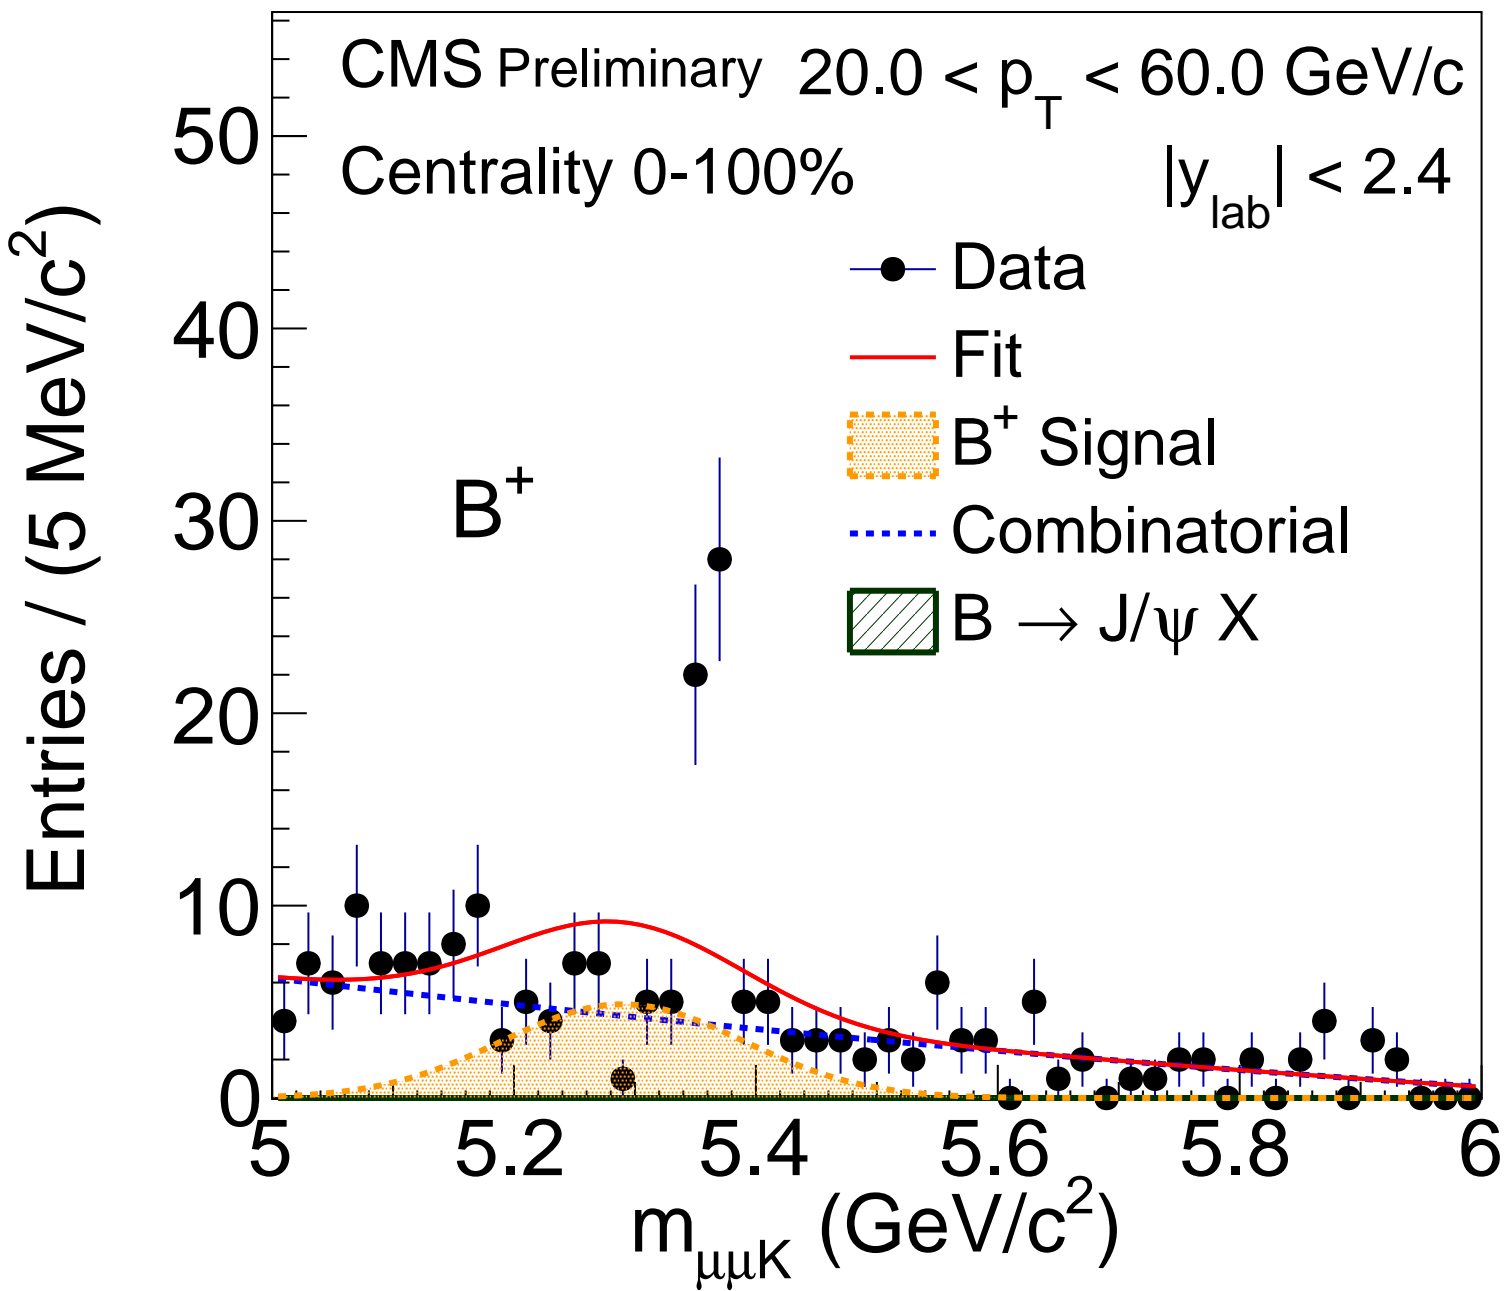 CMS Preliminary 20.0 < p_T < 60.0 GeV/c
Centrality 0-100% |y_lab| < 2.4
Data
Fit
B⁺ Signal
Combinatorial
B → J/ψ X
B⁺
Entries / (5 MeV/c²)
50
40
30
20
10
0
5 5.2 5.4 5.6 5.8 6
m_μμK (GeV/c²)